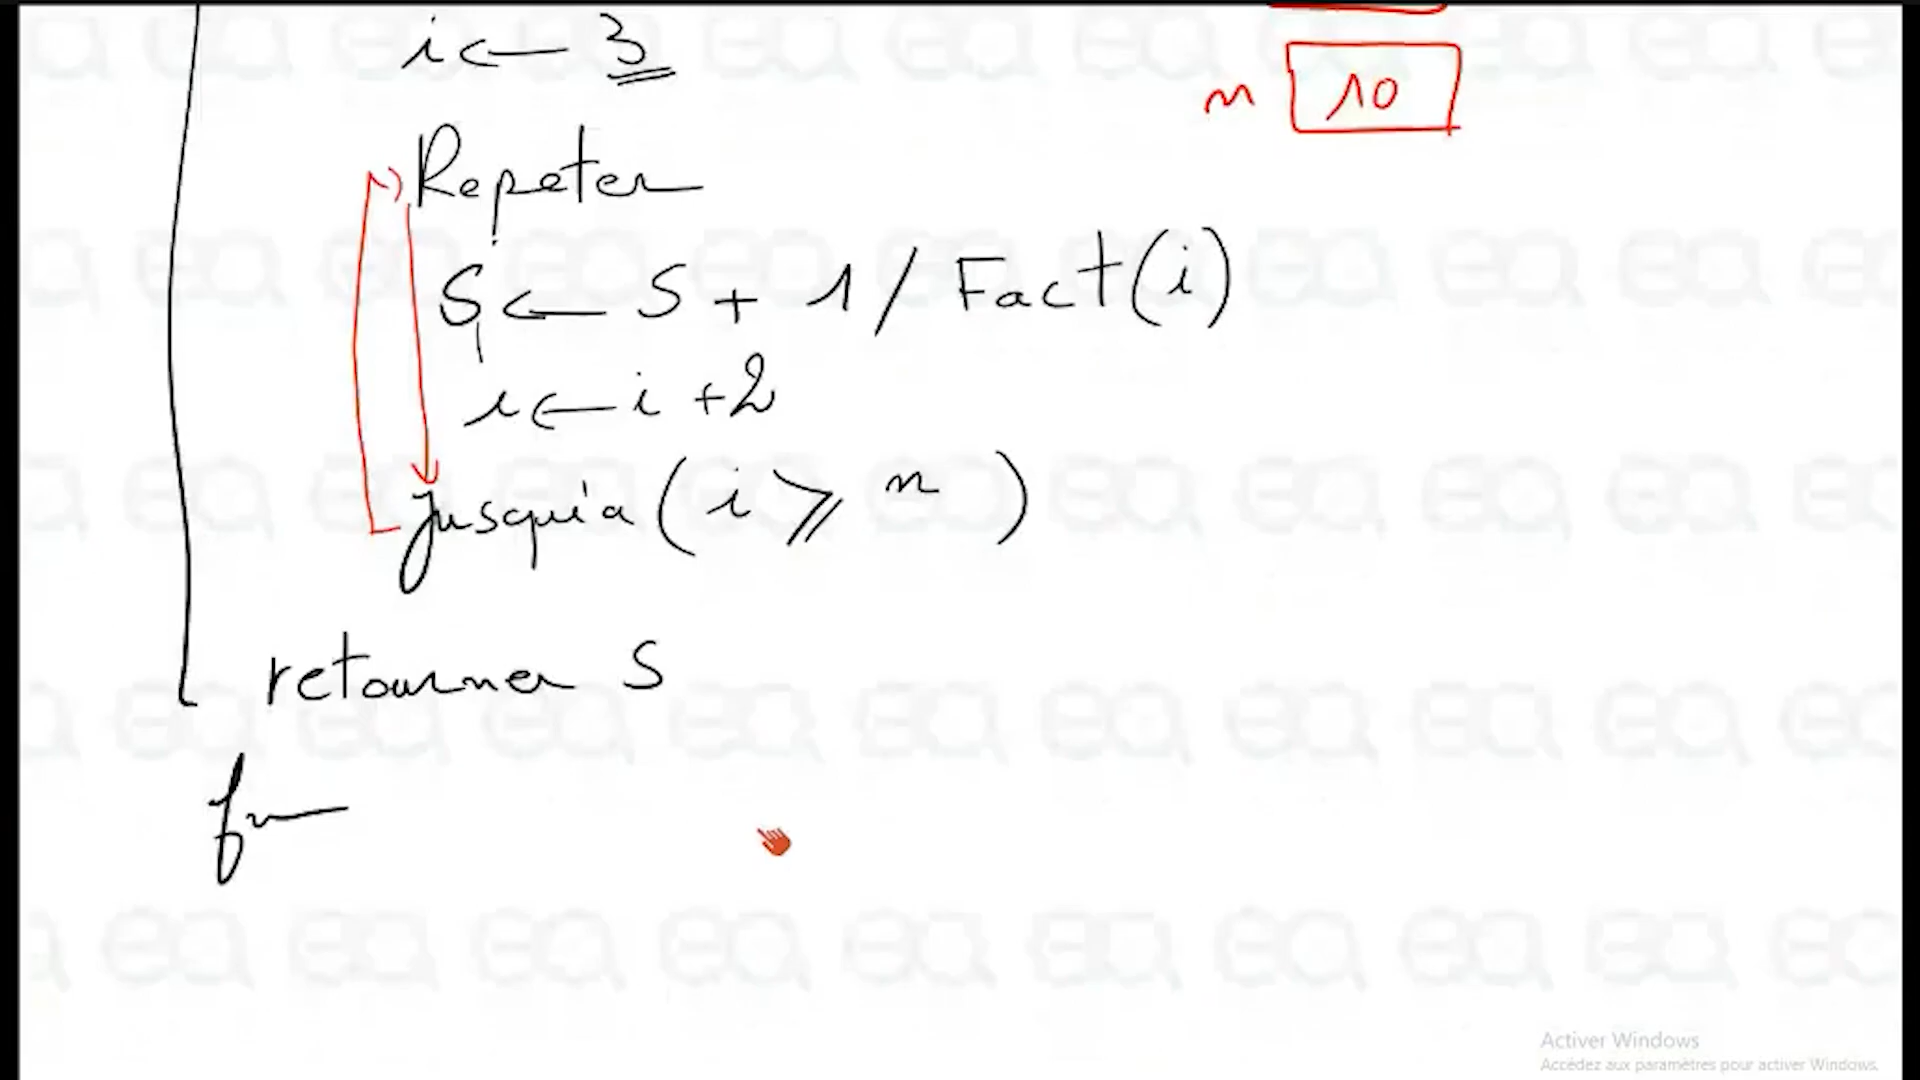 i ← 3
n 10
Repeter
S ← S + 1 / Fact(i)
i ← i + 2
jusqu'a ( i ⩾ n )
retourner S
fin
Activer Windows
Accédez aux paramètres pour activer Windows.